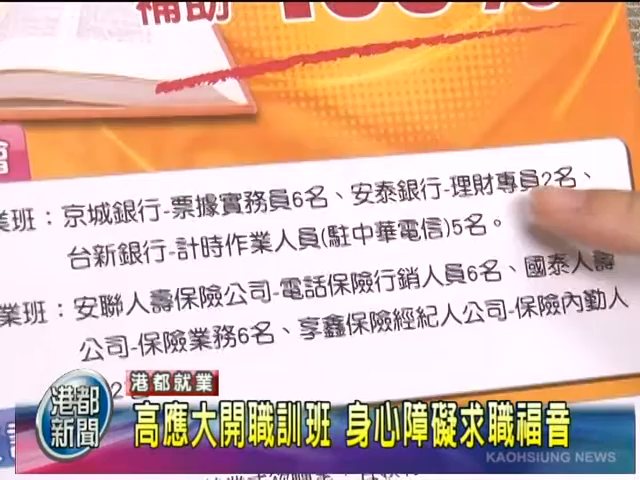 補助 100%
業班：京城銀行-票據實務員6名、安泰銀行-理財專員2名、
台新銀行-計時作業人員(駐中華電信)5名。
業班：安聯人壽保險公司-電話保險行銷人員6名、國泰人壽
公司-保險業務6名、享鑫保險經紀人公司-保險內勤人
2
港都就業
港都新聞
高應大開職訓班 身心障礙求職福音
KAOHSIUNG NEWS